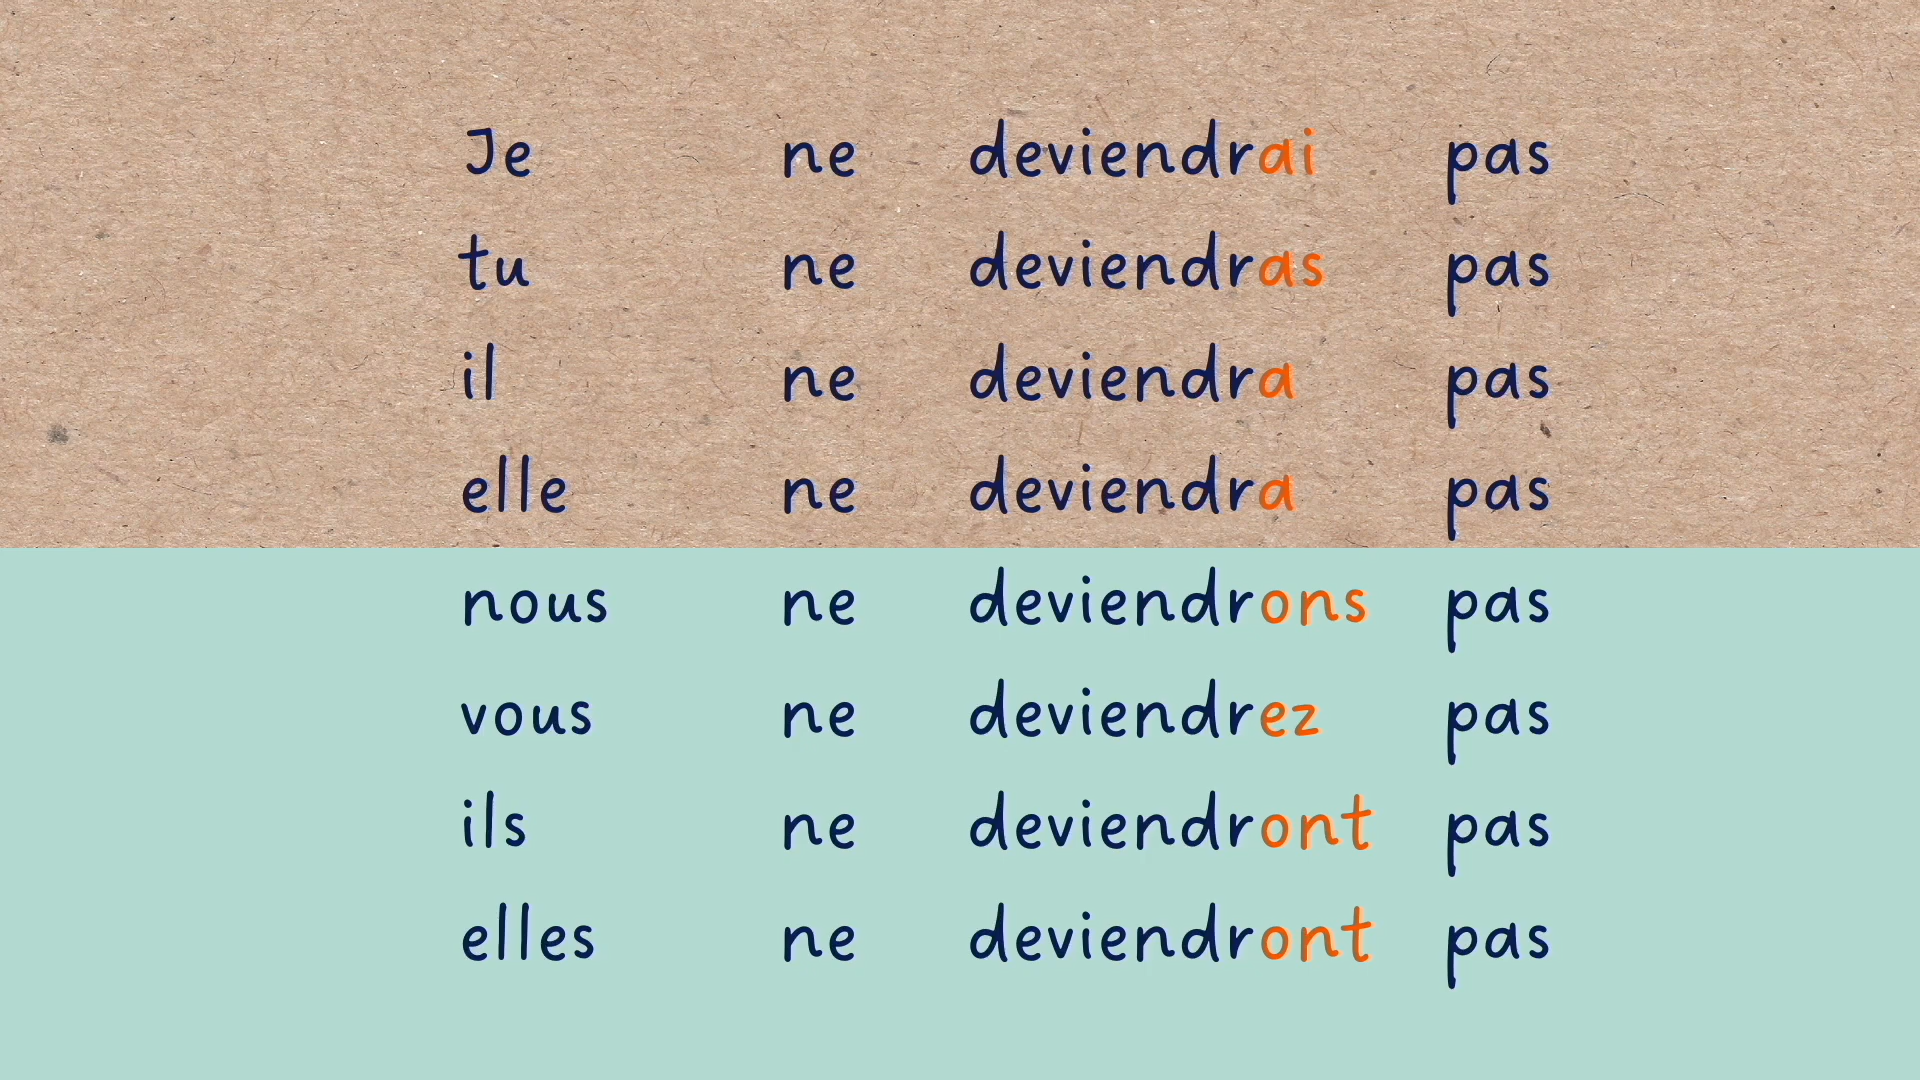 Je ne deviendrai pas
tu ne deviendras pas
il ne deviendra pas
elle ne deviendra pas
nous ne deviendrons pas
vous ne deviendrez pas
ils ne deviendront pas
elles ne deviendront pas